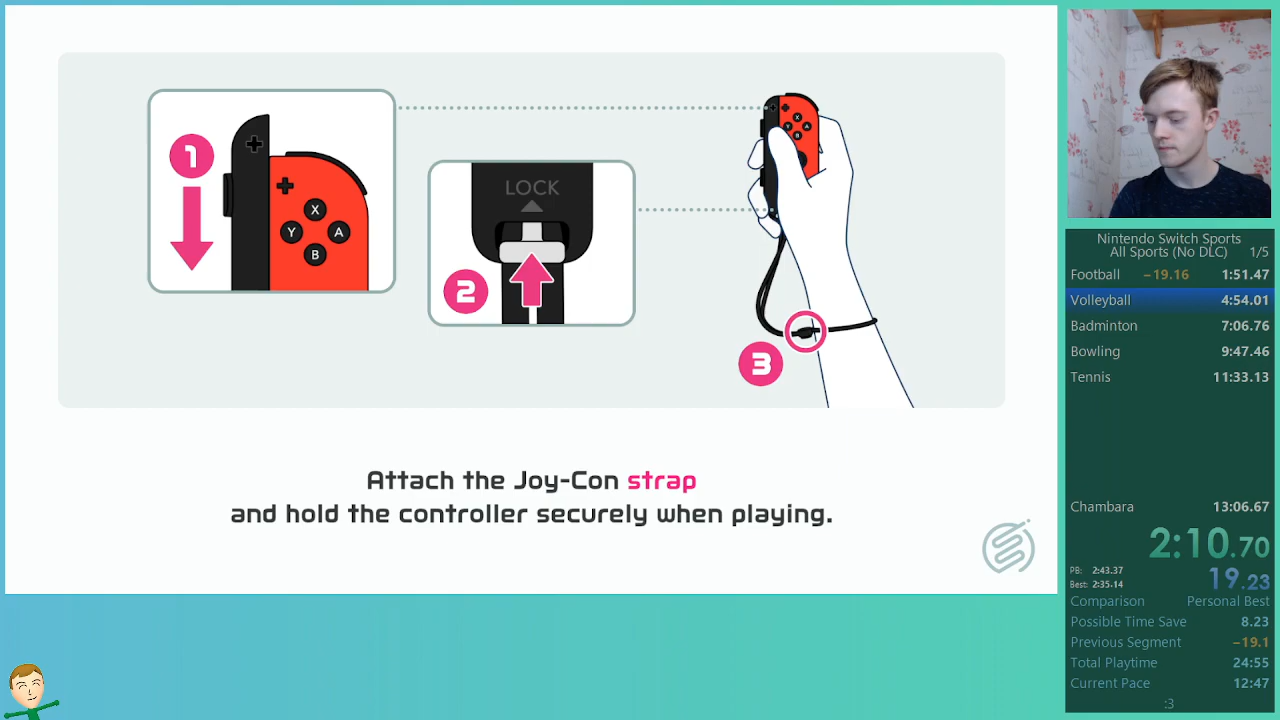 1
X
Y
A
B
LOCK
2
X
Y
A
B
3
Attach the Joy-Con strap
and hold the controller securely when playing.
Nintendo Switch Sports
All Sports (No DLC) 1/5
Football −19.16 1:51.47
Volleyball 4:54.01
Badminton 7:06.76
Bowling 9:47.46
Tennis 11:33.13
Chambara 13:06.67
2:10.70
PB: 2:43.37
Best: 2:35.14
19.23
Comparison Personal Best
Possible Time Save 8.23
Previous Segment −19.1
Total Playtime 24:55
Current Pace 12:47
:3